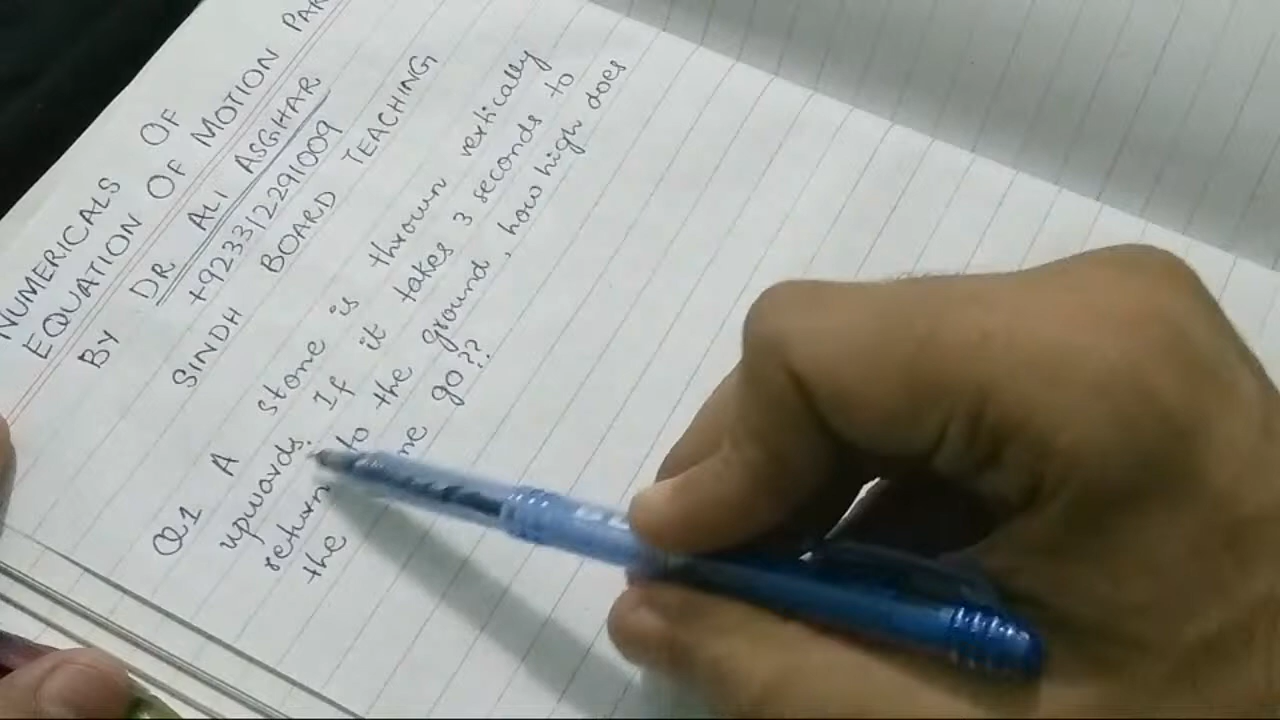 NUMERICALS OF
EQUATION OF MOTION
BY DR ALI ASGHAR
+923312291009
SINDH BOARD TEACHING
Q1 A stone is thrown vertically
upwards. If it takes 3 seconds to
return to the ground, how high does
the go??